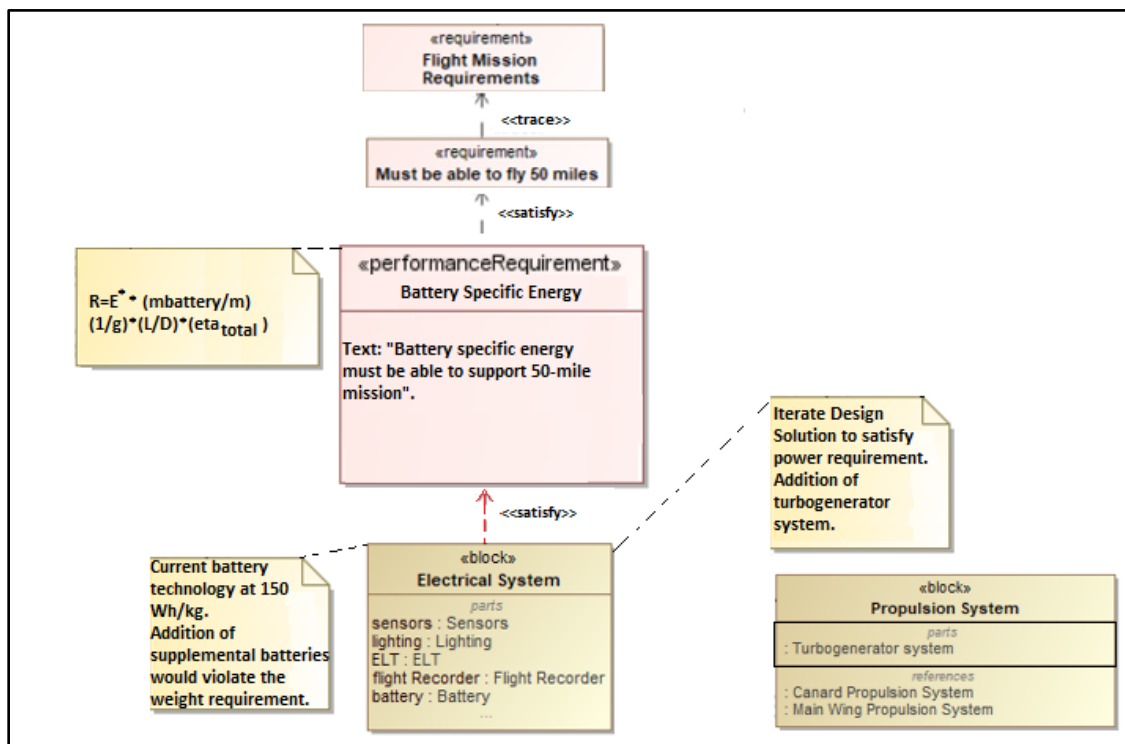 «requirement»
Flight Mission
Requirements
<<trace>>
«requirement»
Must be able to fly 50 miles
<<satisfy>>
R=E* * (mbattery/m)
(1/g)*(L/D)*(eta_total )
«performanceRequirement»
Battery Specific Energy
Text: "Battery specific energy
must be able to support 50-mile
mission".
Iterate Design
Solution to satisfy
power requirement.
Addition of
turbogenerator
system.
<<satisfy>>
Current battery
technology at 150
Wh/kg.
Addition of
supplemental batteries
would violate the
weight requirement.
«block»
Electrical System
parts
sensors : Sensors
lighting : Lighting
ELT : ELT
flight Recorder : Flight Recorder
battery : Battery
...
«block»
Propulsion System
parts
: Turbogenerator system
references
: Canard Propulsion System
: Main Wing Propulsion System